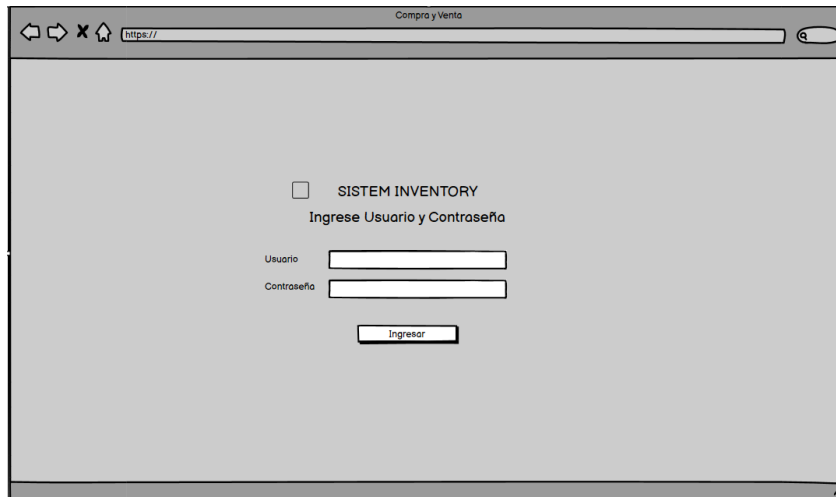 Compra y Venta
https://
SISTEM INVENTORY
Ingrese Usuario y Contraseña
Usuario
Contraseña
Ingresar